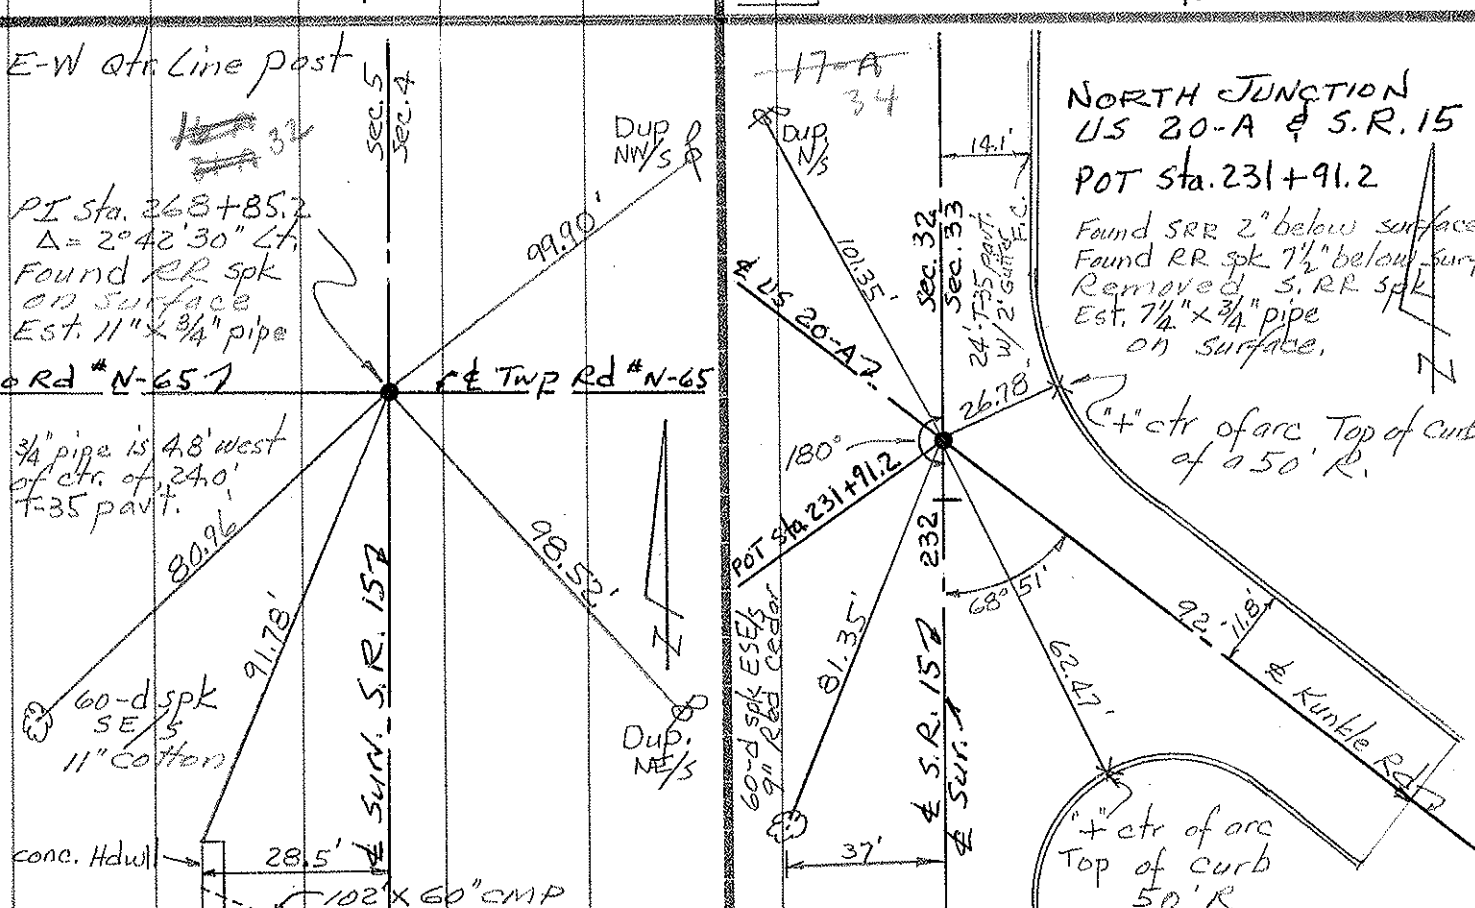 E-W Qtr. Line post
32
Sec. 5
Sec. 4
PI Sta. 268+85.2
Δ = 2°42'30" Lt.
Found RR spk
on surface
Est. 11" x 3/4" pipe
Dup.
NW/S
99.90'
Rd #N-65
℄ Twp Rd #N-65
3/4" pipe is 4.8' west
of ctr. of 24.0'
T-35 pavt.
80.96'
91.78'
98.52'
℄ Surv. S.R. 15
N
60-d spk
SE/S
11" cotton
Dup.
NE/S
conc. Hdwl
28.5'
102' x 60" CMP
17-A
34
Dup.
N/S
101.35'
Sec. 32
Sec. 33
14.1'
24' T-35 pavt.
W/ 2' Gutter
F.C.
NORTH JUNCTION
US 20-A & S.R. 15
POT Sta. 231+91.2
Found SRR 2" below surface
Found RR spk 7½" below sur
Removed S. RR spk
Est. 7¼" x 3/4" pipe
on surface.
N
℄ US 20-A
26.78'
180°
"+" ctr of arc Top of Curb
of a 50' R.
POT Sta. 231+91.2
232
68°51'
60-d spk ESE/S
9" Red Cedar
81.35'
62.47'
92
11.8'
℄ Kunkle Rd.
℄ S.R. 15
℄ Sur.
37'
"+" ctr of arc
Top of Curb
50' R